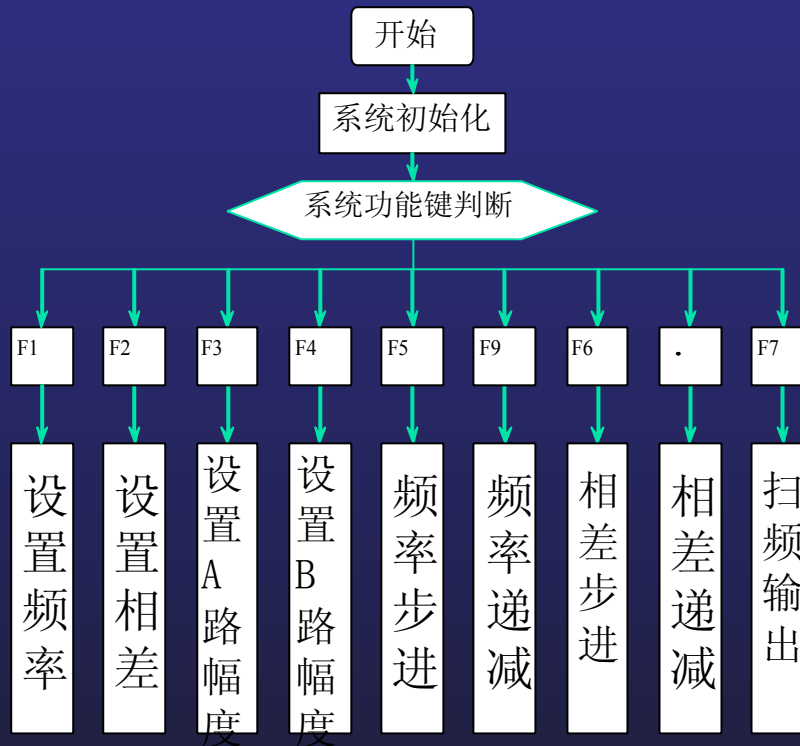 开始
系统初始化
系统功能键判断
F1
F2
F3
F4
F5
F9
F6
.
F7
设置频率
设置相差
设置A路幅度
设置B路幅度
频率步进
频率递减
相差步进
相差递减
扫频输出